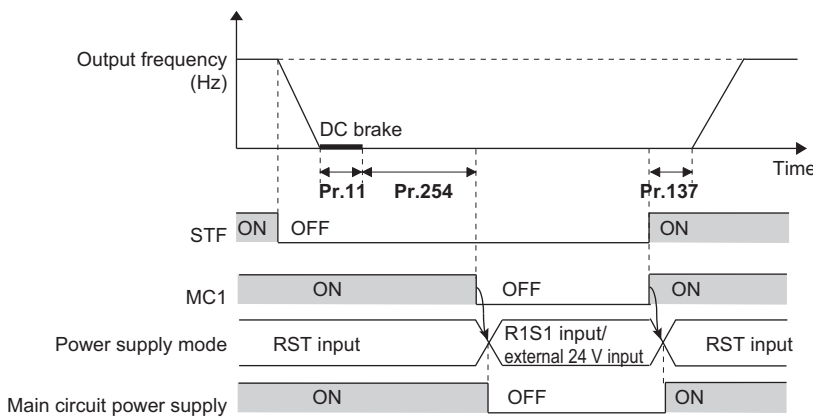 Output frequency
(Hz)
DC brake
Time
Pr.11
Pr.254
Pr.137
STF
ON
OFF
ON
MC1
ON
OFF
ON
Power supply mode
RST input
R1S1 input/
external 24 V input
RST input
Main circuit power supply
ON
OFF
ON